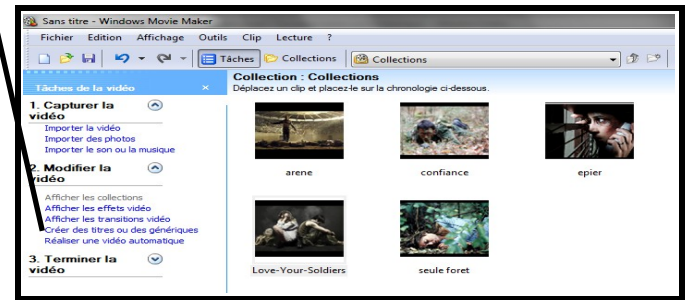 Sans titre - Windows Movie Maker
Fichier Edition Affichage Outils Clip Lecture ?
Tâches Collections Collections
Tâches de la vidéo ×
Collection : Collections
Déplacez un clip et placez-le sur la chronologie ci-dessous.
1. Capturer la
vidéo
Importer la vidéo
Importer des photos
Importer le son ou la musique
2. Modifier la
vidéo
Afficher les collections
Afficher les effets vidéo
Afficher les transitions vidéo
Créer des titres ou des génériques
Réaliser une vidéo automatique
3. Terminer la
vidéo
arene confiance epier
Love-Your-Soldiers seule foret